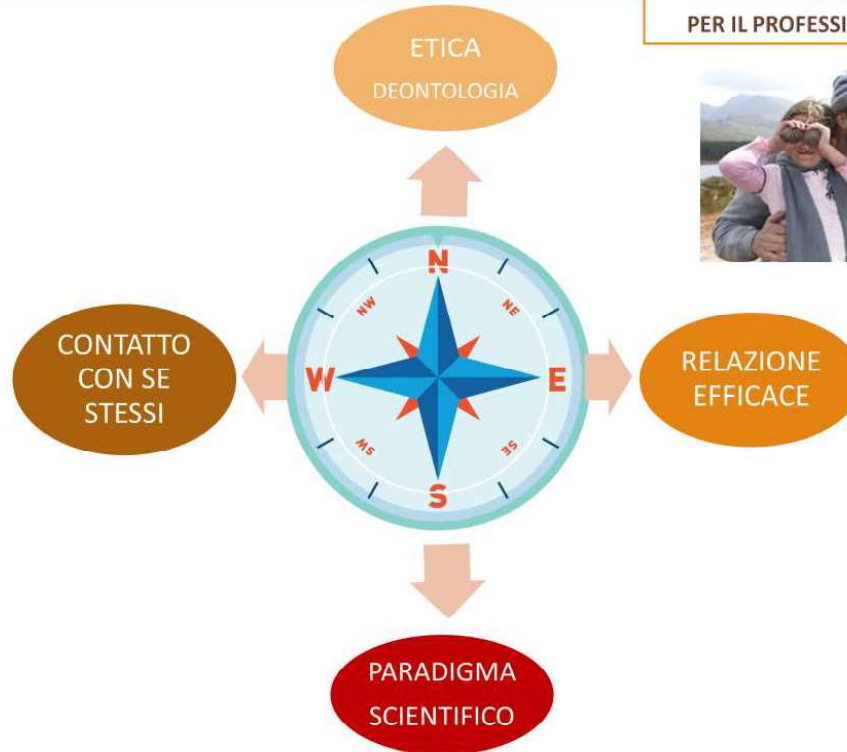 PER IL PROFESSI
ETICA
DEONTOLOGIA
N
NW
NE
CONTATTO
CON SE
STESSI
W
E
RELAZIONE
EFFICACE
SW
SE
S
PARADIGMA
SCIENTIFICO